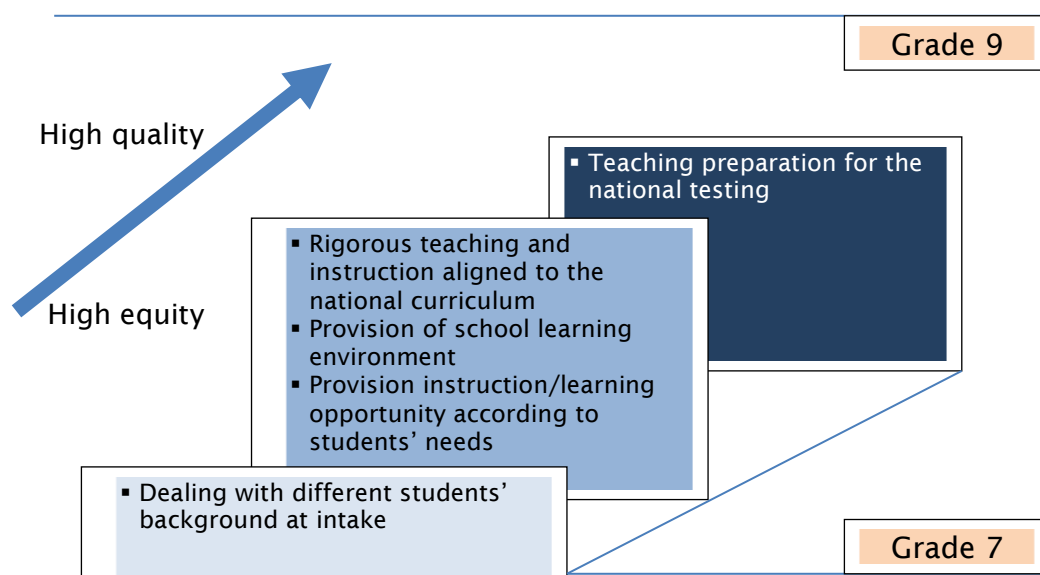 Grade 9
High quality
▪ Teaching preparation for the
national testing
▪ Rigorous teaching and
instruction aligned to the
national curriculum
▪ Provision of school learning
environment
▪ Provision instruction/learning
opportunity according to
students’ needs
High equity
▪ Dealing with different students’
background at intake
Grade 7